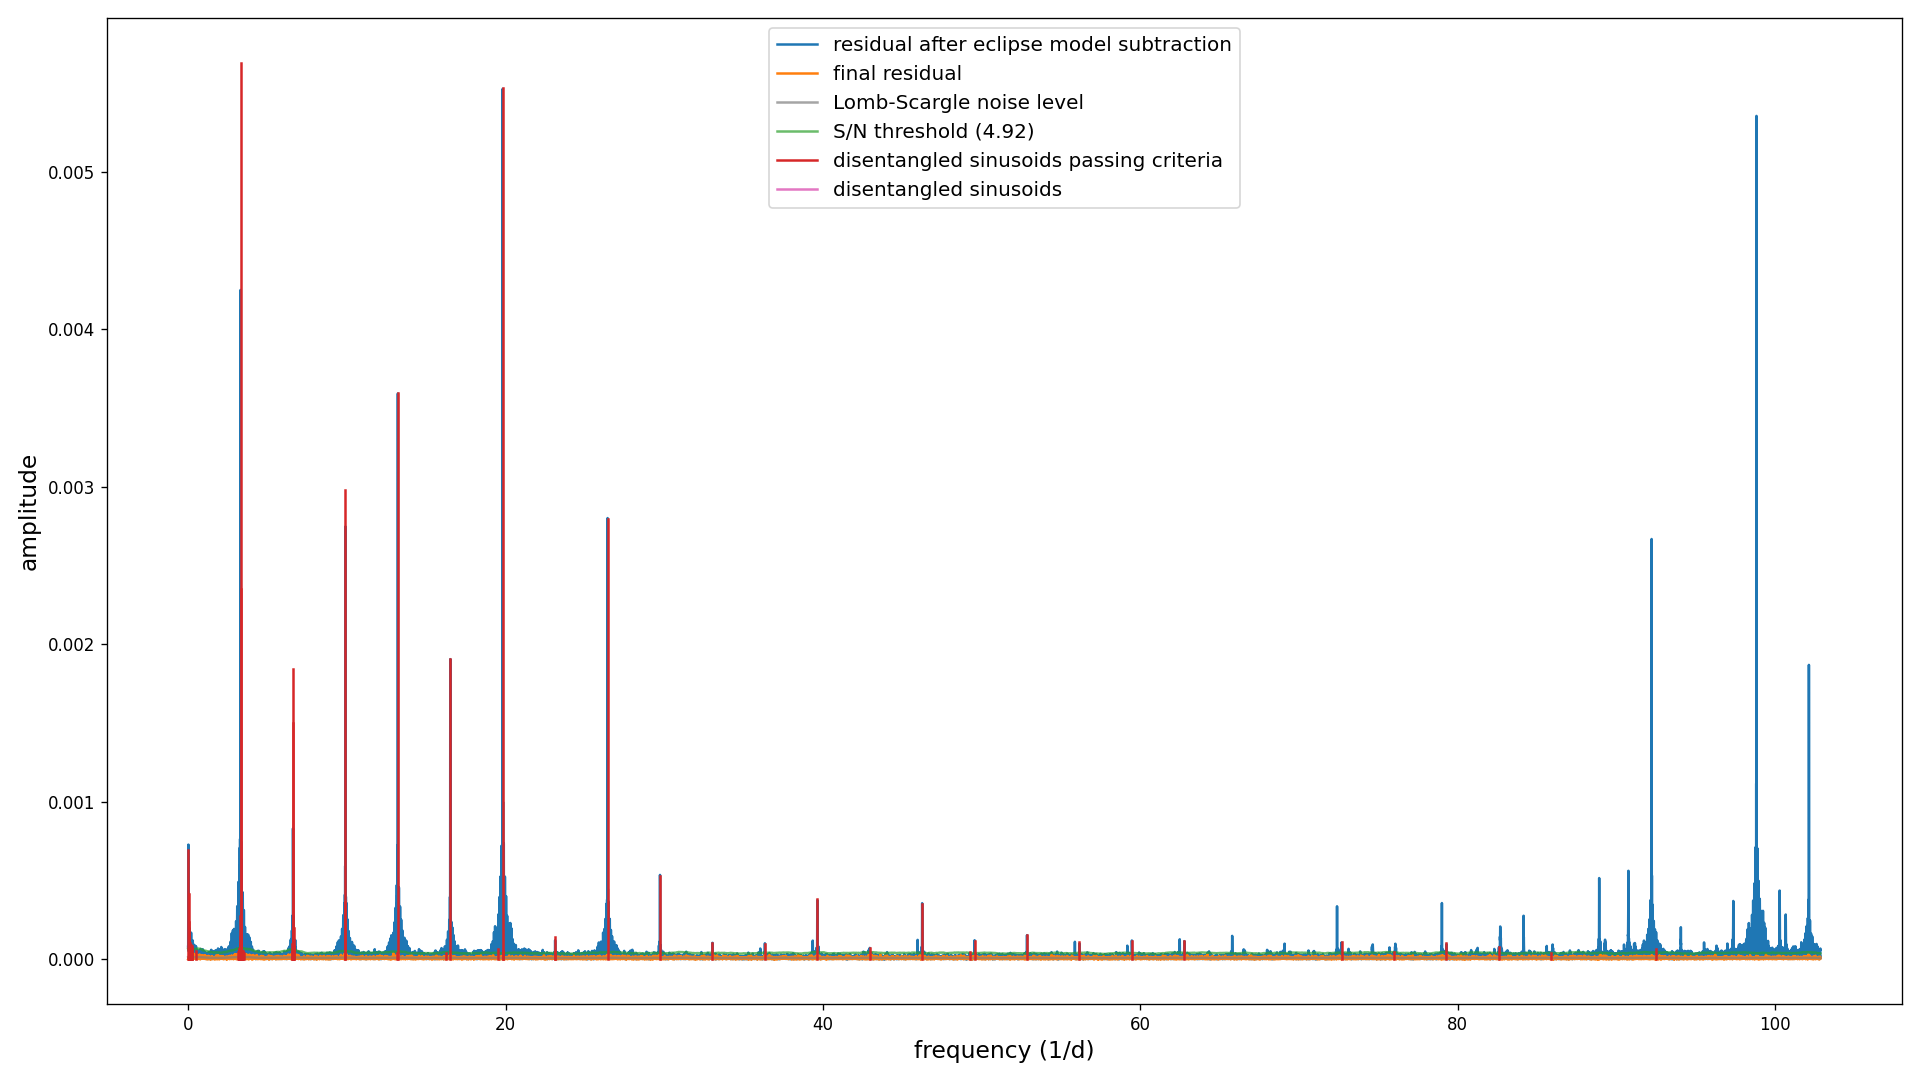 residual after eclipse model subtraction
final residual
Lomb-Scargle noise level
S/N threshold (4.92)
disentangled sinusoids passing criteria
disentangled sinusoids
amplitude
0.005
0.004
0.003
0.002
0.001
0.000
0 20 40 60 80 100
frequency (1/d)